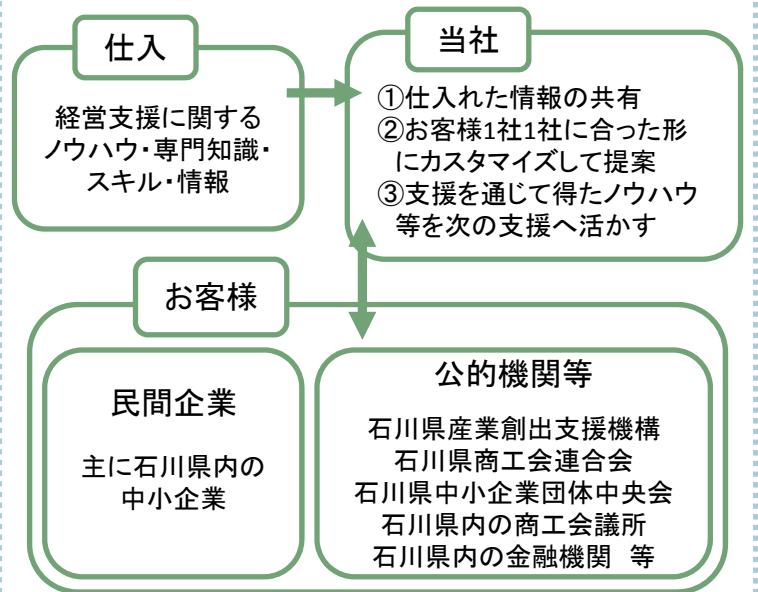 仕入
経営支援に関する
ノウハウ・専門知識・
スキル・情報
当社
①仕入れた情報の共有
②お客様1社1社に合った形
にカスタマイズして提案
③支援を通じて得たノウハウ
等を次の支援へ活かす
お客様
民間企業
主に石川県内の
中小企業
公的機関等
石川県産業創出支援機構
石川県商工会連合会
石川県中小企業団体中央会
石川県内の商工会議所
石川県内の金融機関　等